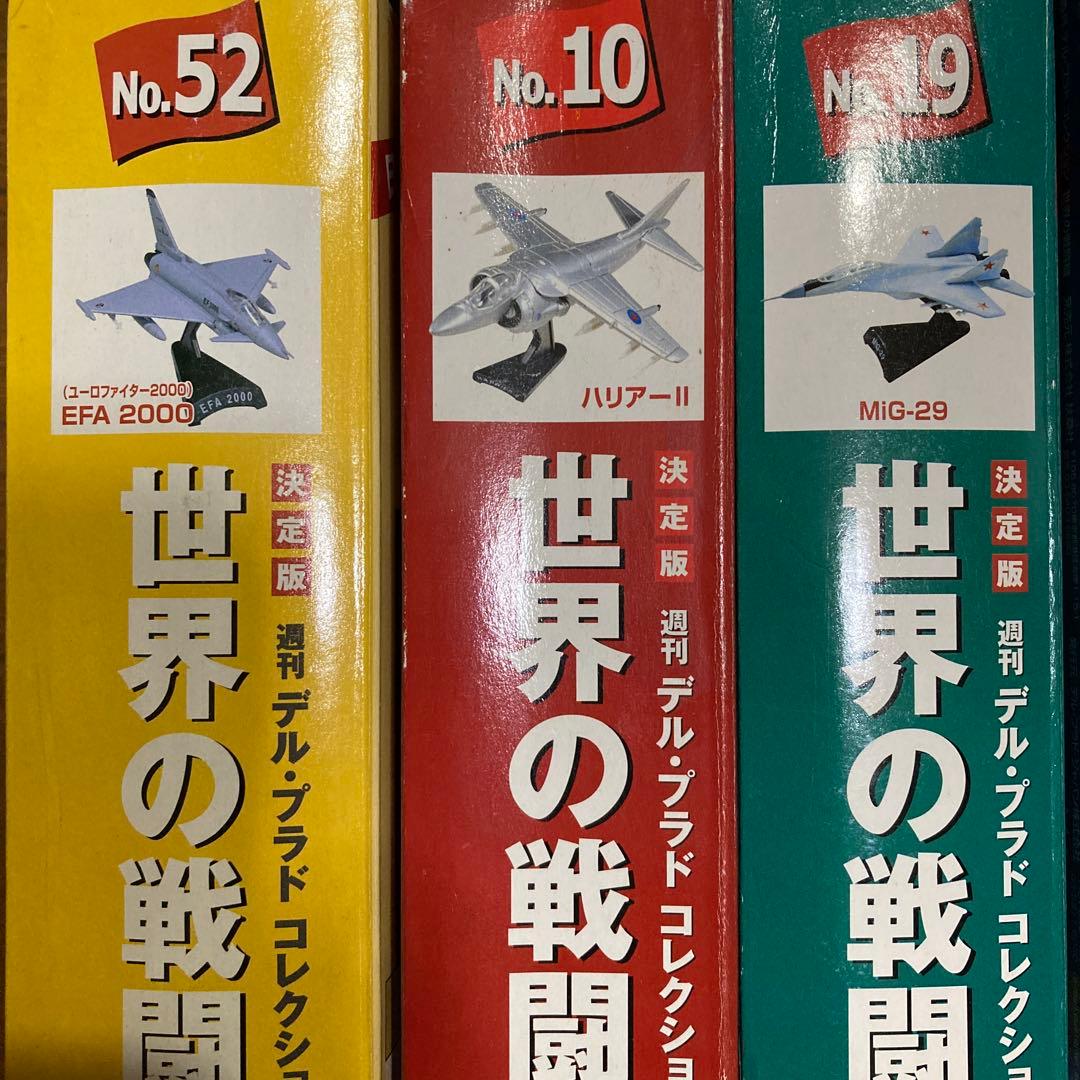 No.52
(ユーロファイター2000)
EFA 2000
EFA 2000
決定版
週刊 デル・プラド コレクショ
世界の戦闘
No.10
ハリアーII
決定版
週刊 デル・プラド コレクショ
世界の戦闘
No.19
MiG-29
MiG-29
決定版
週刊 デル・プラド コレクショ
世界の戦闘